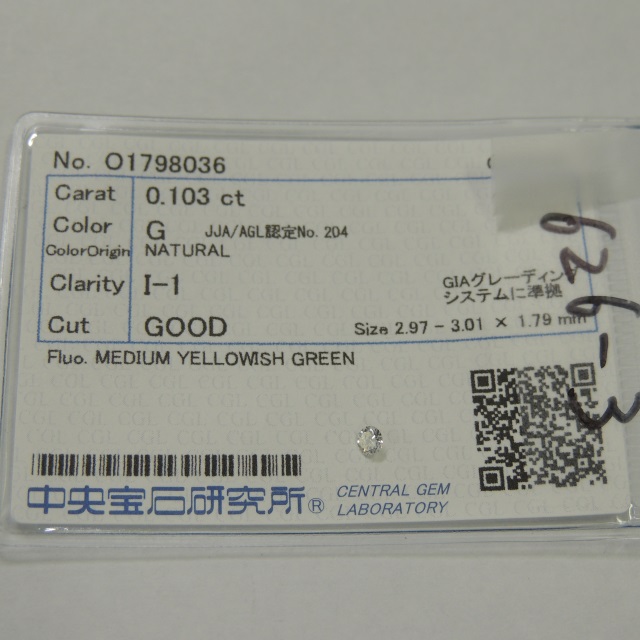 No. O1798036
Carat 0.103 ct
Color G JJA/AGL認定No. 204
ColorOrigin NATURAL
Clarity I-1
GIAグレーディン
システムに準拠
Cut GOOD Size 2.97 - 3.01 × 1.79 mm
Fluo. MEDIUM YELLOWISH GREEN
中央宝石研究所® CENTRAL GEM
LABORATORY
626-3